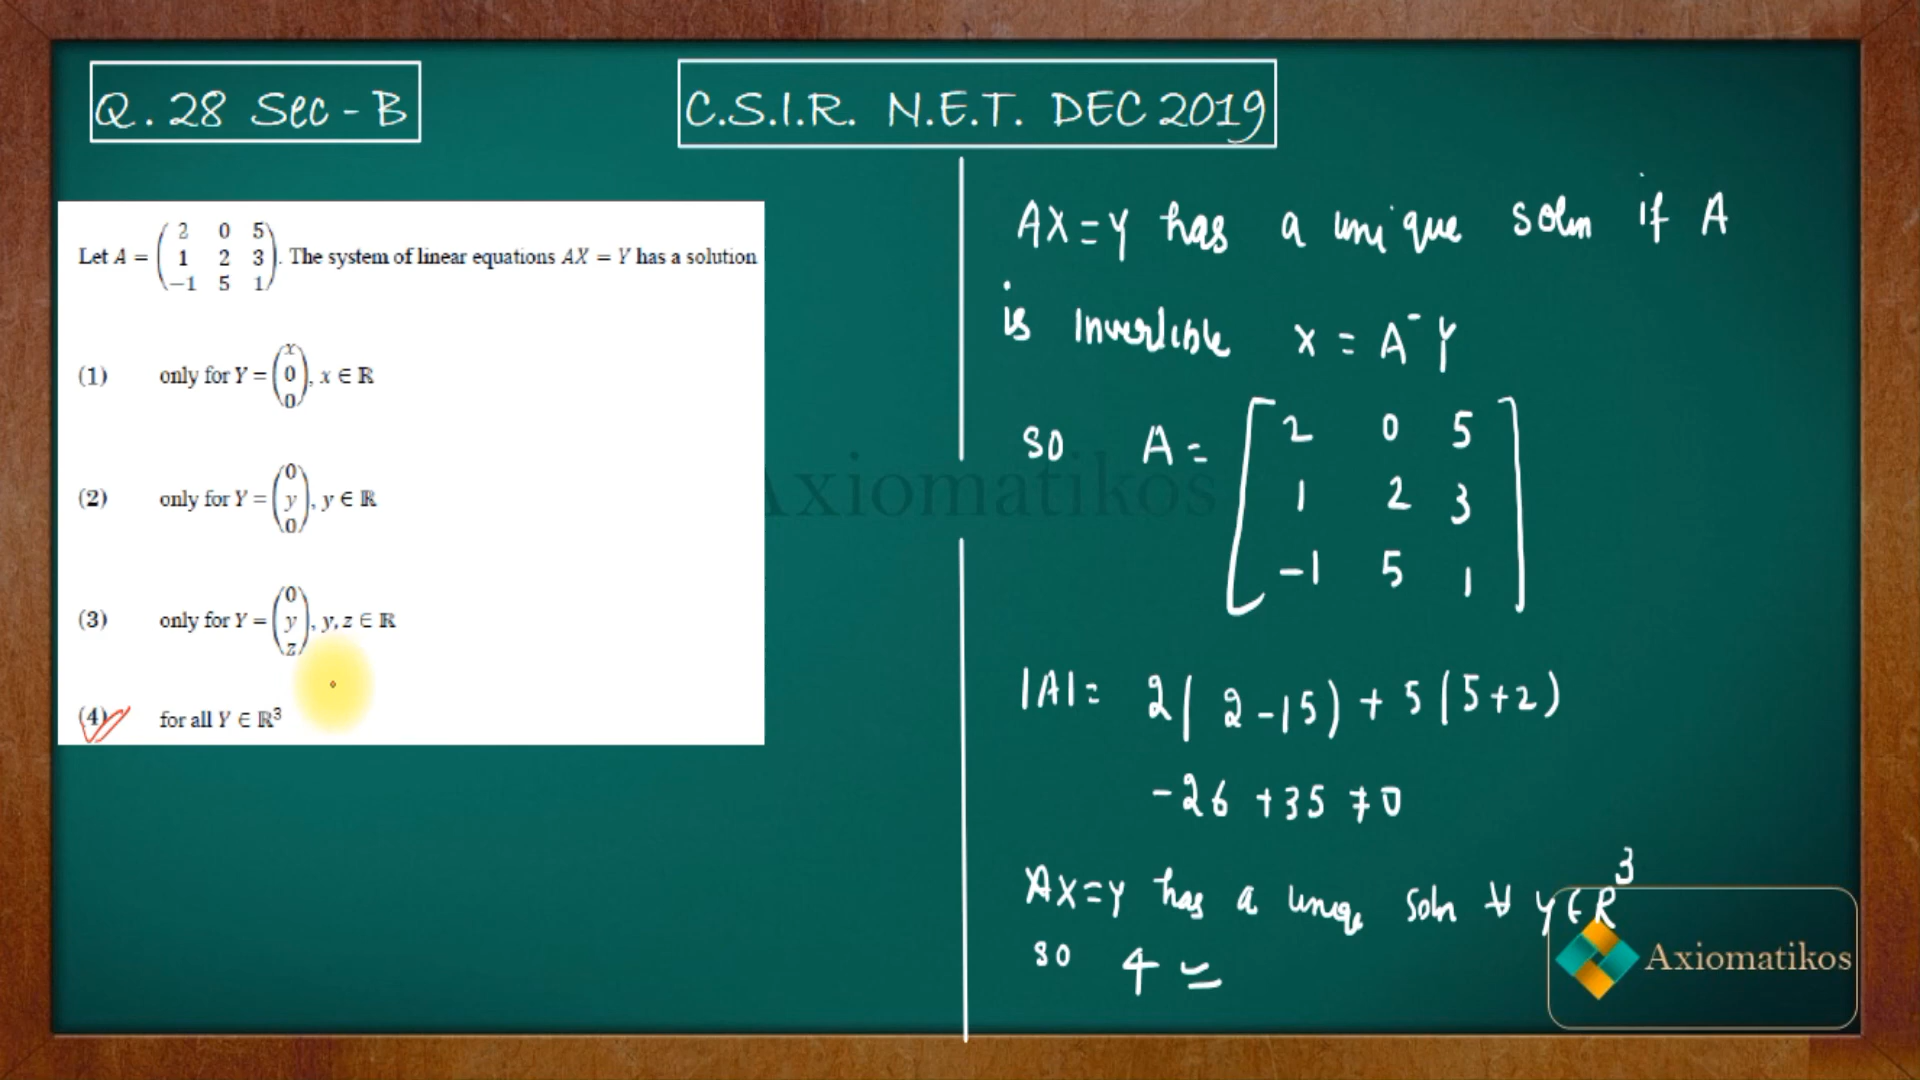 Q. 28 Sec - B
C.S.I.R. N.E.T. DEC 2019
Let A = ( 2 0 5
1 2 3
-1 5 1 ). The system of linear equations AX = Y has a solution
(1) only for Y = (x 0 0), x ∈ ℝ
(2) only for Y = (0 y 0), y ∈ ℝ
(3) only for Y = (0 y z), y, z ∈ ℝ
(4) for all Y ∈ ℝ³
AX = Y has a unique soln if A
is Invertible X = A⁻Y
so A = [ 2 0 5
1 2 3
-1 5 1 ]
|A| = 2( 2-15) + 5(5+2)
-26 +35 ≠0
AX=Y has a uniqe soln ∀ Y∈R³
so 4
Axiomatikos
Axiomatikos